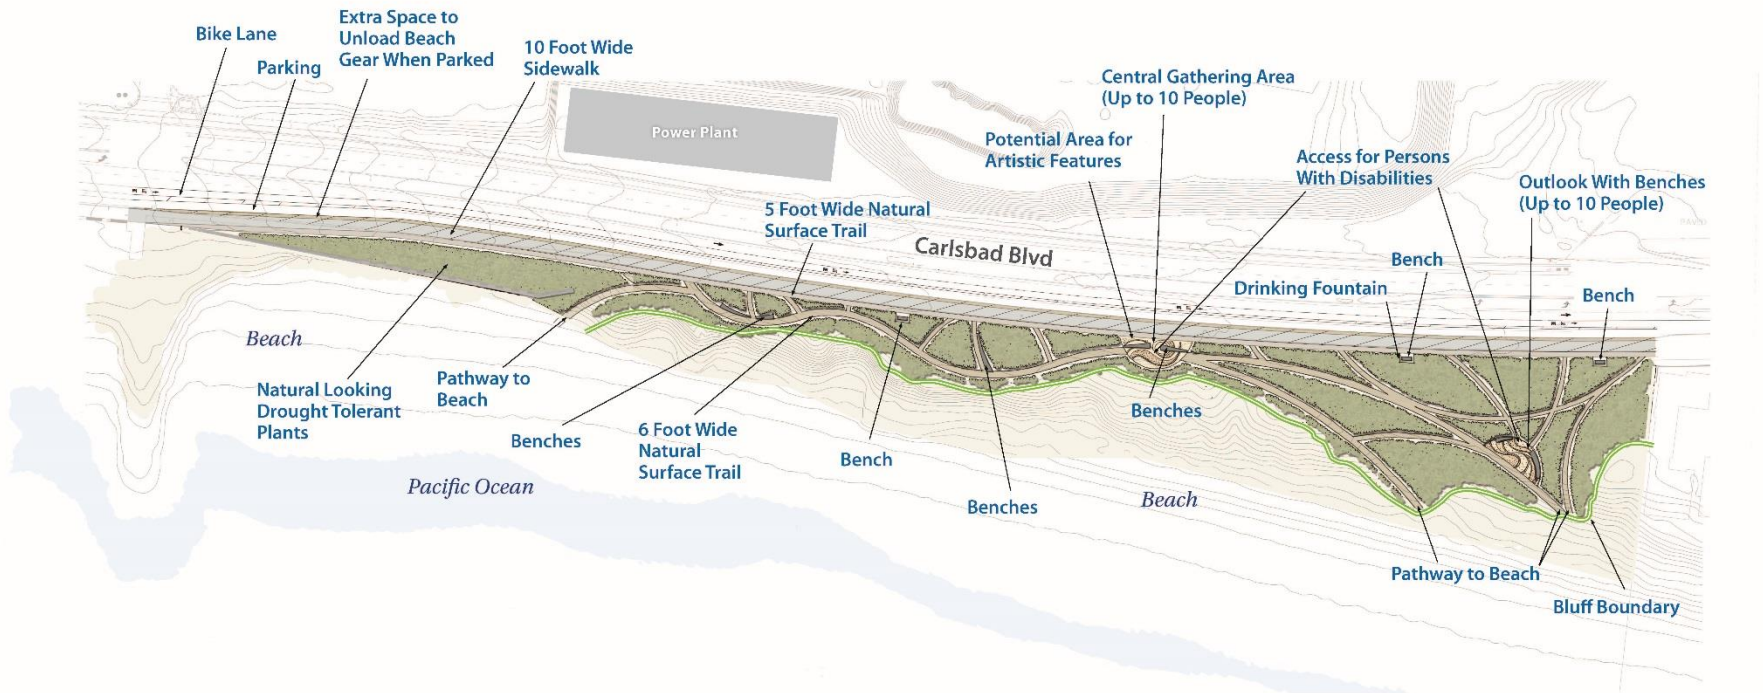 Bike Lane
Parking
Extra Space to
Unload Beach
Gear When Parked
10 Foot Wide
Sidewalk
Power Plant
Central Gathering Area
(Up to 10 People)
Potential Area for
Artistic Features
Access for Persons
With Disabilities
Outlook With Benches
(Up to 10 People)
5 Foot Wide Natural
Surface Trail
Carlsbad Blvd
Bench
Drinking Fountain
Bench
Beach
Natural Looking
Drought Tolerant
Plants
Pathway to
Beach
Benches
6 Foot Wide
Natural
Surface Trail
Bench
Benches
Benches
Pacific Ocean
Beach
Pathway to Beach
Bluff Boundary